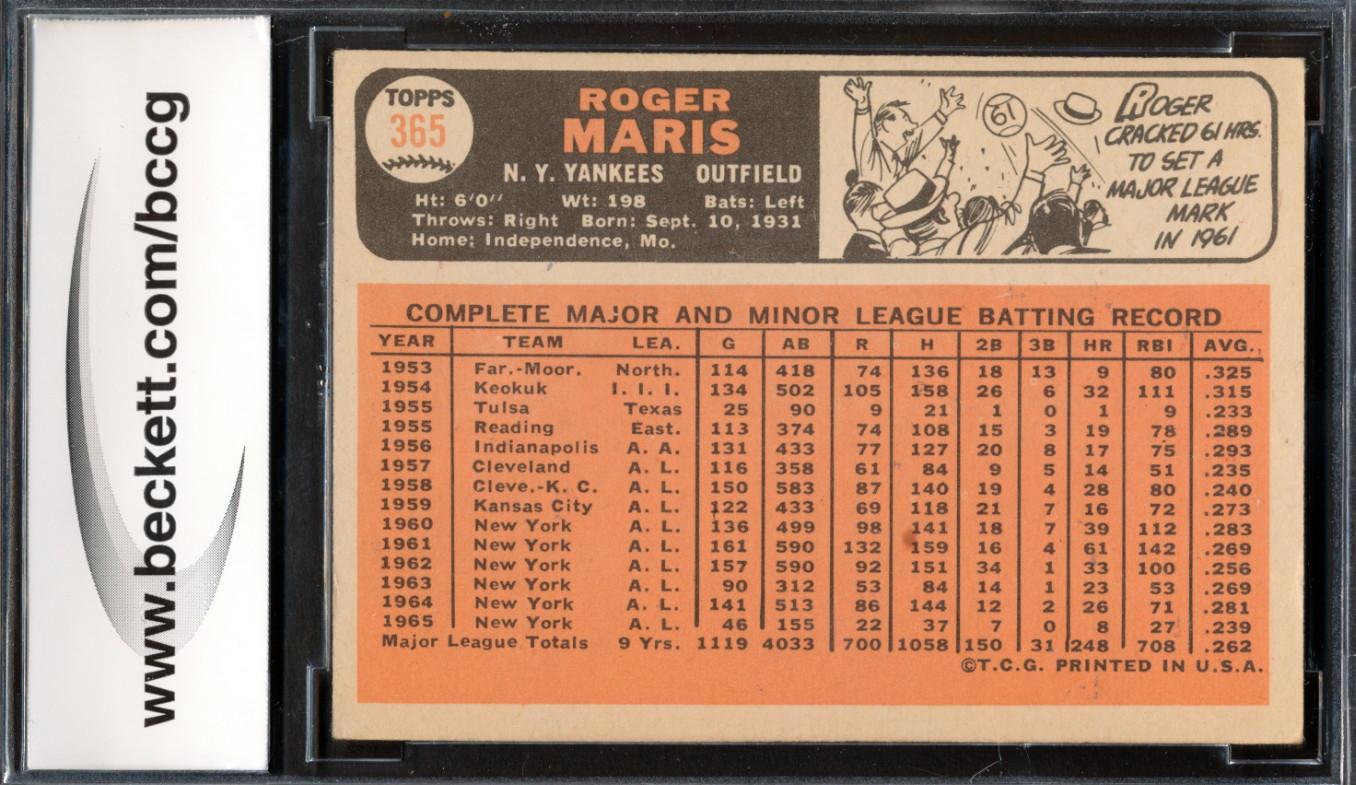 www.beckett.com/bccg
TOPPS
365
ROGER
MARIS
N. Y. YANKEES OUTFIELD
Ht: 6'0'' Wt: 198 Bats: Left
Throws: Right Born: Sept. 10, 1931
Home: Independence, Mo.
61
ROGER
CRACKED 61 HRS.
TO SET A
MAJOR LEAGUE
MARK
IN 1961
COMPLETE MAJOR AND MINOR LEAGUE BATTING RECORD
YEAR TEAM LEA. G AB R H 2B 3B HR RBI AVG.
1953 Far.-Moor. North. 114 418 74 136 18 13 9 80 .325
1954 Keokuk I. I. I. 134 502 105 158 26 6 32 111 .315
1955 Tulsa Texas 25 90 9 21 1 0 1 9 .233
1955 Reading East. 113 374 74 108 15 3 19 78 .289
1956 Indianapolis A. A. 131 433 77 127 20 8 17 75 .293
1957 Cleveland A. L. 116 358 61 84 9 5 14 51 .235
1958 Cleve.-K. C. A. L. 150 583 87 140 19 4 28 80 .240
1959 Kansas City A. L. 122 433 69 118 21 7 16 72 .273
1960 New York A. L. 136 499 98 141 18 7 39 112 .283
1961 New York A. L. 161 590 132 159 16 4 61 142 .269
1962 New York A. L. 157 590 92 151 34 1 33 100 .256
1963 New York A. L. 90 312 53 84 14 1 23 53 .269
1964 New York A. L. 141 513 86 144 12 2 26 71 .281
1965 New York A. L. 46 155 22 37 7 0 8 27 .239
Major League Totals 9 Yrs. 1119 4033 700 1058 150 31 248 708 .262
©T.C.G. PRINTED IN U.S.A.